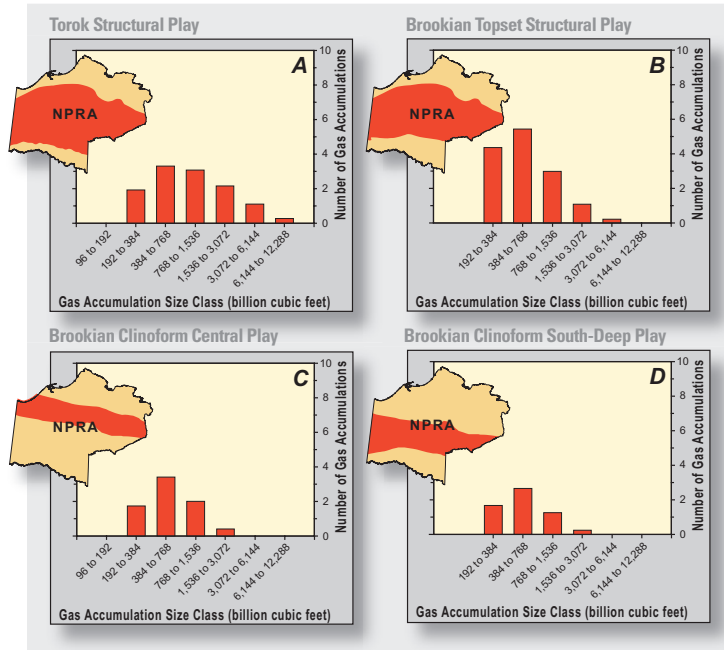 Torok Structural Play
A
NPRA
10
8
6
4
2
0
Number of Gas Accumulations
96 to 192
192 to 384
384 to 768
768 to 1,536
1,536 to 3,072
3,072 to 6,144
6,144 to 12,288
Gas Accumulation Size Class (billion cubic feet)
Brookian Topset Structural Play
B
NPRA
10
8
6
4
2
0
Number of Gas Accumulations
192 to 384
384 to 768
768 to 1,536
1,536 to 3,072
3,072 to 6,144
6,144 to 12,288
Gas Accumulation Size Class (billion cubic feet)
Brookian Clinoform Central Play
C
NPRA
10
8
6
4
2
0
Number of Gas Accumulations
96 to 192
192 to 384
384 to 768
768 to 1,536
1,536 to 3,072
3,072 to 6,144
6,144 to 12,288
Gas Accumulation Size Class (billion cubic feet)
Brookian Clinoform South-Deep Play
D
NPRA
10
8
6
4
2
0
Number of Gas Accumulations
192 to 384
384 to 768
768 to 1,536
1,536 to 3,072
3,072 to 6,144
6,144 to 12,288
Gas Accumulation Size Class (billion cubic feet)